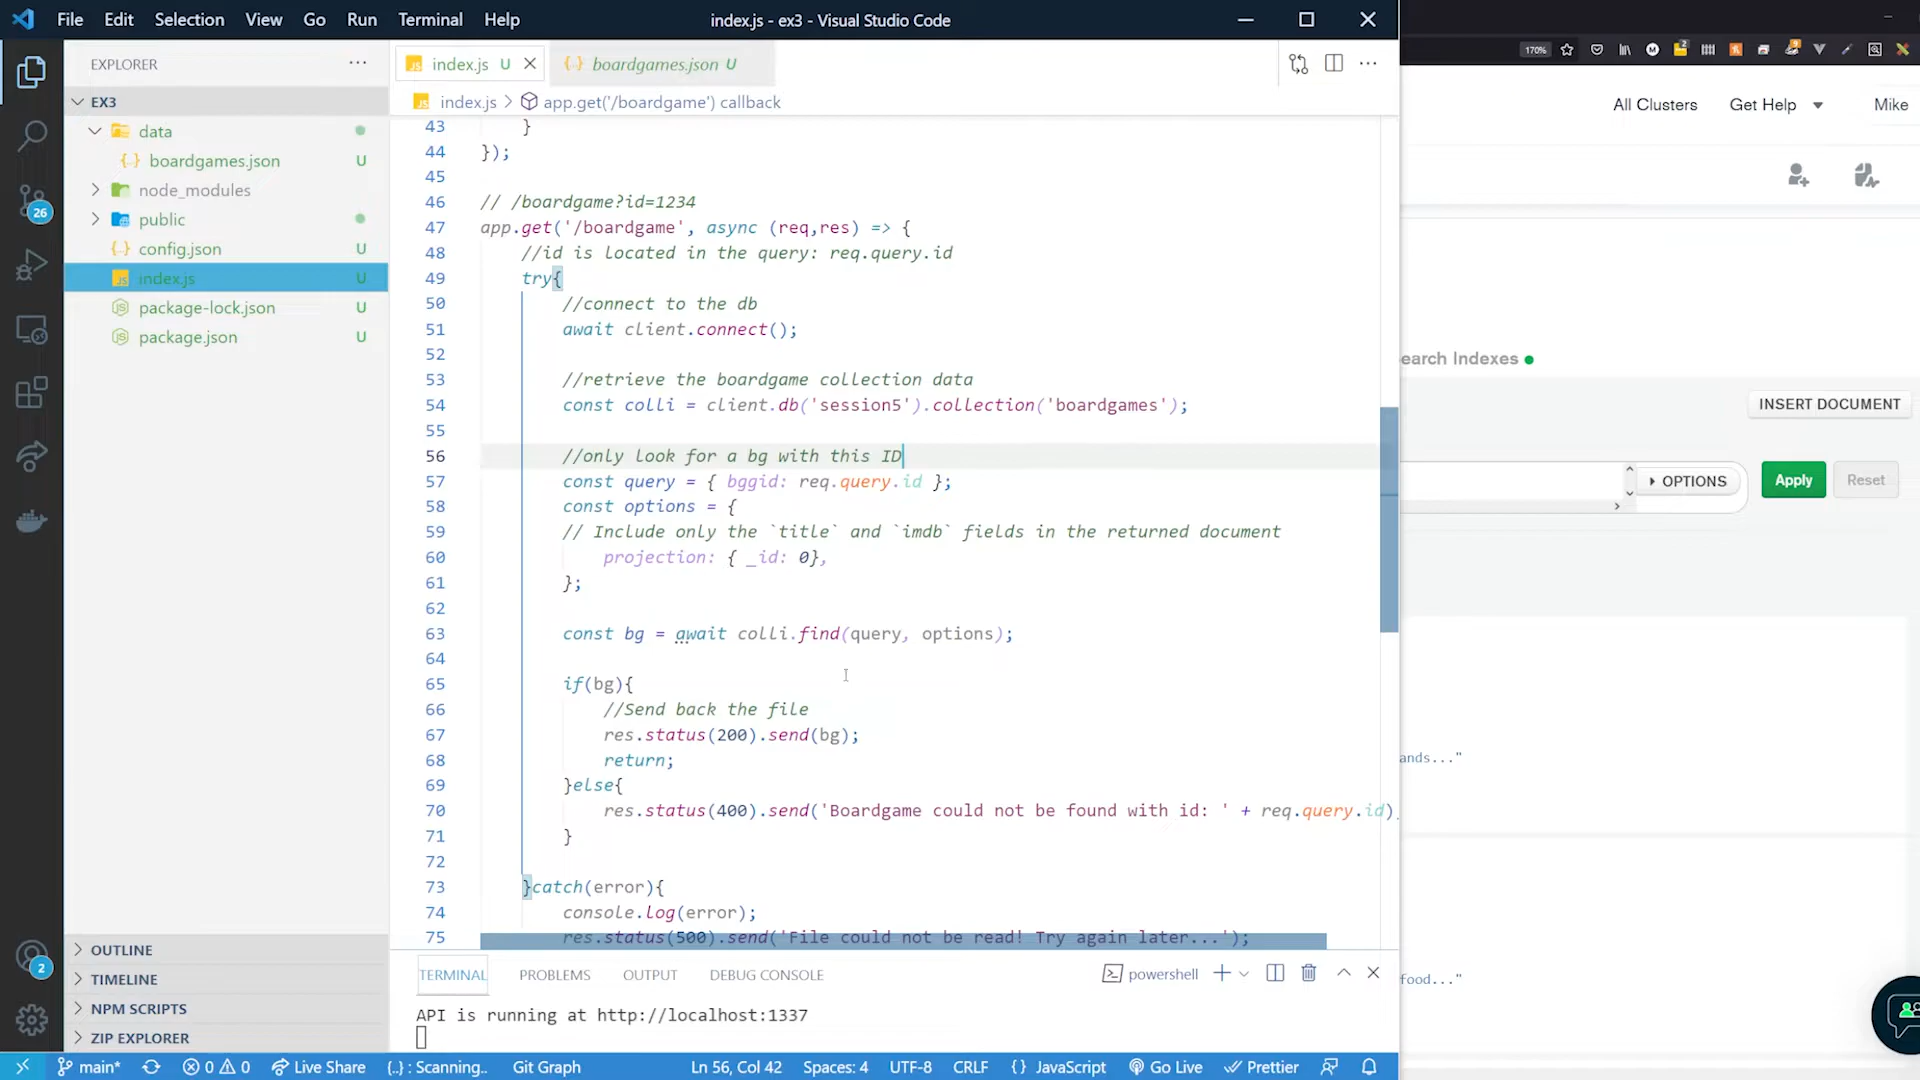 File Edit Selection View Go Run Terminal Help
index.js - ex3 - Visual Studio Code
170%
EXPLORER
EX3
data
boardgames.json U
node_modules
public
config.json U
index.js U
package-lock.json U
package.json U
OUTLINE
TIMELINE
NPM SCRIPTS
ZIP EXPLORER
26
2
index.js U
boardgames.json U
index.js > app.get('/boardgame') callback
43 }
44 });
45
46 // /boardgame?id=1234
47 app.get('/boardgame', async (req,res) => {
48 //id is located in the query: req.query.id
49 try{
50 //connect to the db
51 await client.connect();
52
53 //retrieve the boardgame collection data
54 const colli = client.db('session5').collection('boardgames');
55
56 //only look for a bg with this ID
57 const query = { bggid: req.query.id };
58 const options = {
59 // Include only the `title` and `imdb` fields in the returned document
60 projection: { _id: 0},
61 };
62
63 const bg = await colli.find(query, options);
64
65 if(bg){
66 //Send back the file
67 res.status(200).send(bg);
68 return;
69 }else{
70 res.status(400).send('Boardgame could not be found with id: ' + req.query.id)
71 }
72
73 }catch(error){
74 console.log(error);
75 res.status(500).send('File could not be read! Try again later...');
TERMINAL PROBLEMS OUTPUT DEBUG CONSOLE
powershell
API is running at http://localhost:1337
main* 0 0 Live Share {..} : Scanning.. Git Graph Ln 56, Col 42 Spaces: 4 UTF-8 CRLF {} JavaScript Go Live Prettier
All Clusters Get Help Mike
earch Indexes
INSERT DOCUMENT
OPTIONS Apply Reset
ands..."
food..."